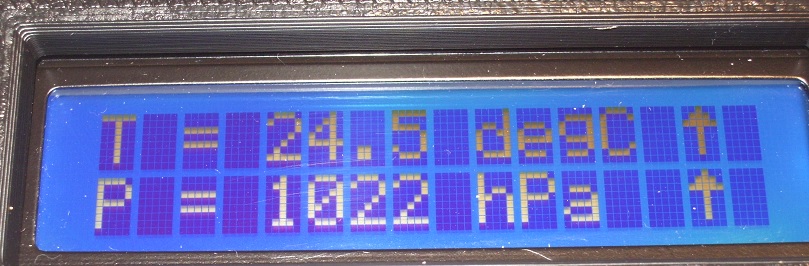 T = 24.5 degC ↑
P = 1022 hPa ↑